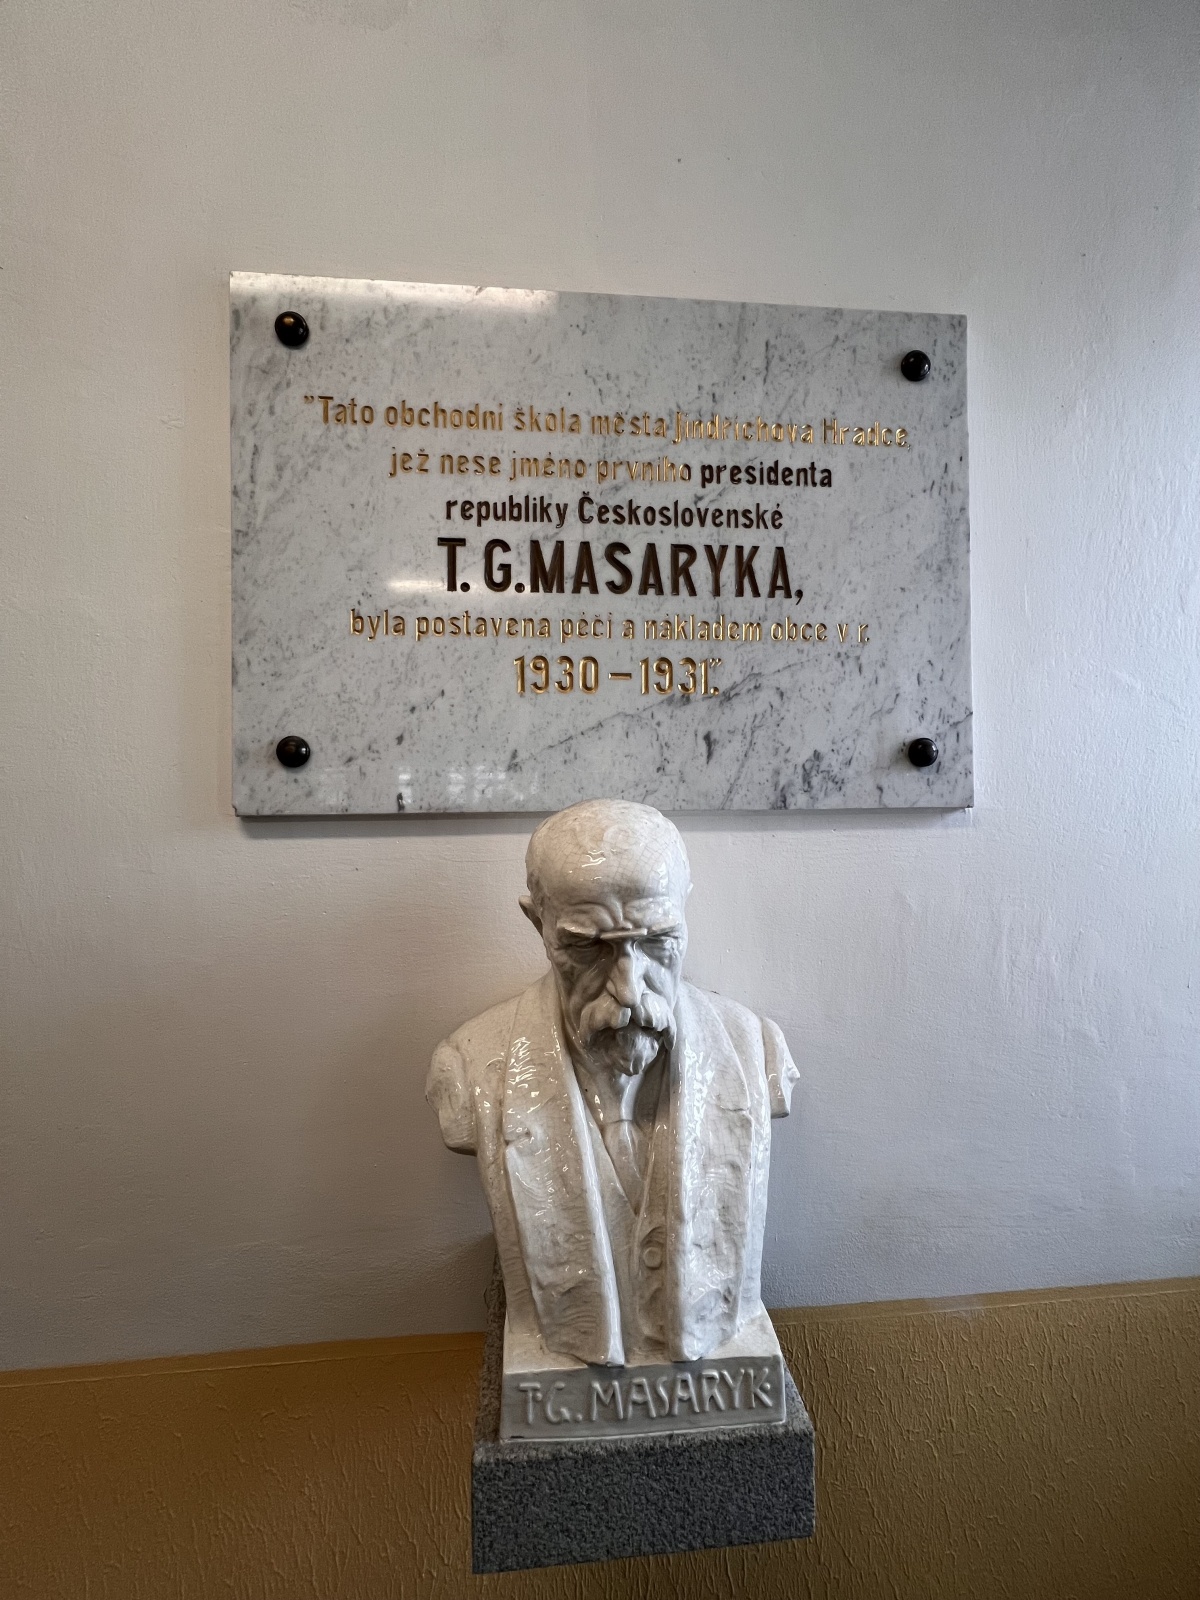 "Tato obchodní škola města Jindřichova Hradce,
jež nese jméno prvního presidenta
republiky Československé
T. G. MASARYKA,
byla postavena péčí a nákladem obce v r.
1930 – 1931".
T. G. MASARYK